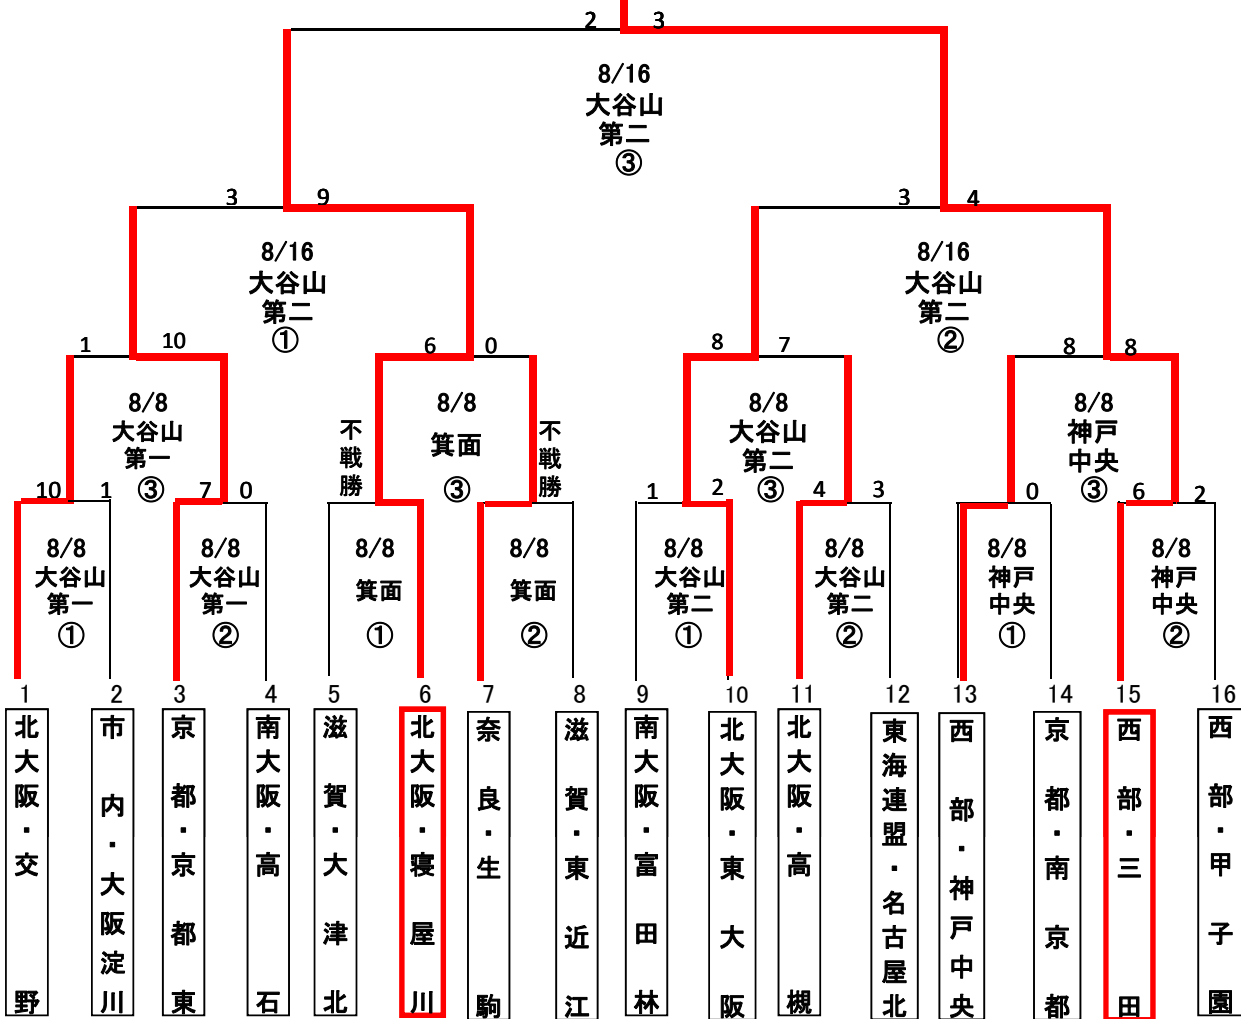 2 3
8/16
大谷山
第二
③
3 9
3 4
8/16
大谷山
第二
①
8/16
大谷山
第二
②
1 10
6 0
8 7
8 8
8/8
大谷山
第一
③
不戦勝
8/8
箕面
③
不戦勝
8/8
大谷山
第二
③
8/8
神戸
中央
③
10 1
7 0
1 2
4 3
0
6 2
8/8
大谷山
第一
①
8/8
大谷山
第一
②
8/8
箕面
①
8/8
箕面
②
8/8
大谷山
第二
①
8/8
大谷山
第二
②
8/8
神戸
中央
①
8/8
神戸
中央
②
1 2 3 4 5 6 7 8 9 10 11 12 13 14 15 16
北大阪・交野
市内・大阪淀川
京都・京都東
南大阪・高石
滋賀・大津北
北大阪・寝屋川
奈良・生駒
滋賀・東近江
南大阪・富田林
北大阪・東大阪
北大阪・高槻
東海連盟・名古屋北
西部・神戸中央
京都・南京都
西部・三田
西部・甲子園